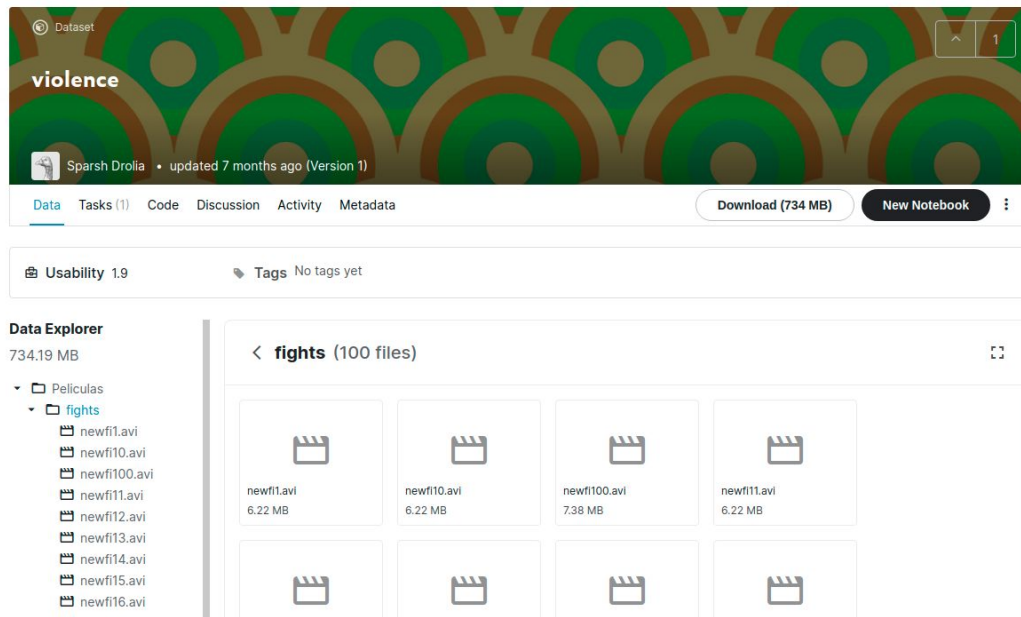 Dataset
1
violence
Sparsh Drolia • updated 7 months ago (Version 1)
Data Tasks (1) Code Discussion Activity Metadata Download (734 MB) New Notebook
Usability 1.9 Tags No tags yet
Data Explorer
734.19 MB
Peliculas
fights
newfi1.avi
newfi10.avi
newfi100.avi
newfi11.avi
newfi12.avi
newfi13.avi
newfi14.avi
newfi15.avi
newfi16.avi
fights (100 files)
newfi1.avi newfi10.avi newfi100.avi newfi11.avi
6.22 MB 6.22 MB 7.38 MB 6.22 MB